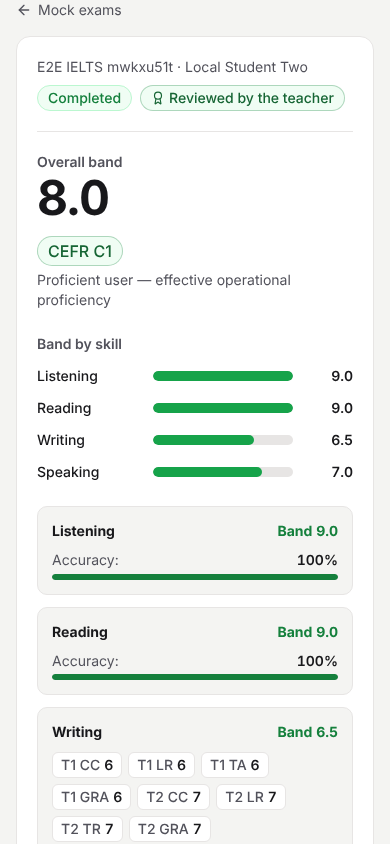 Mock exams
E2E IELTS mwkxu51t · Local Student Two
Completed
Reviewed by the teacher
Overall band
8.0
CEFR C1
Proficient user — effective operational
proficiency
Band by skill
Listening 9.0
Reading 9.0
Writing 6.5
Speaking 7.0
Listening Band 9.0
Accuracy: 100%
Reading Band 9.0
Accuracy: 100%
Writing Band 6.5
T1 CC 6 T1 LR 6 T1 TA 6
T1 GRA 6 T2 CC 7 T2 LR 7
T2 TR 7 T2 GRA 7